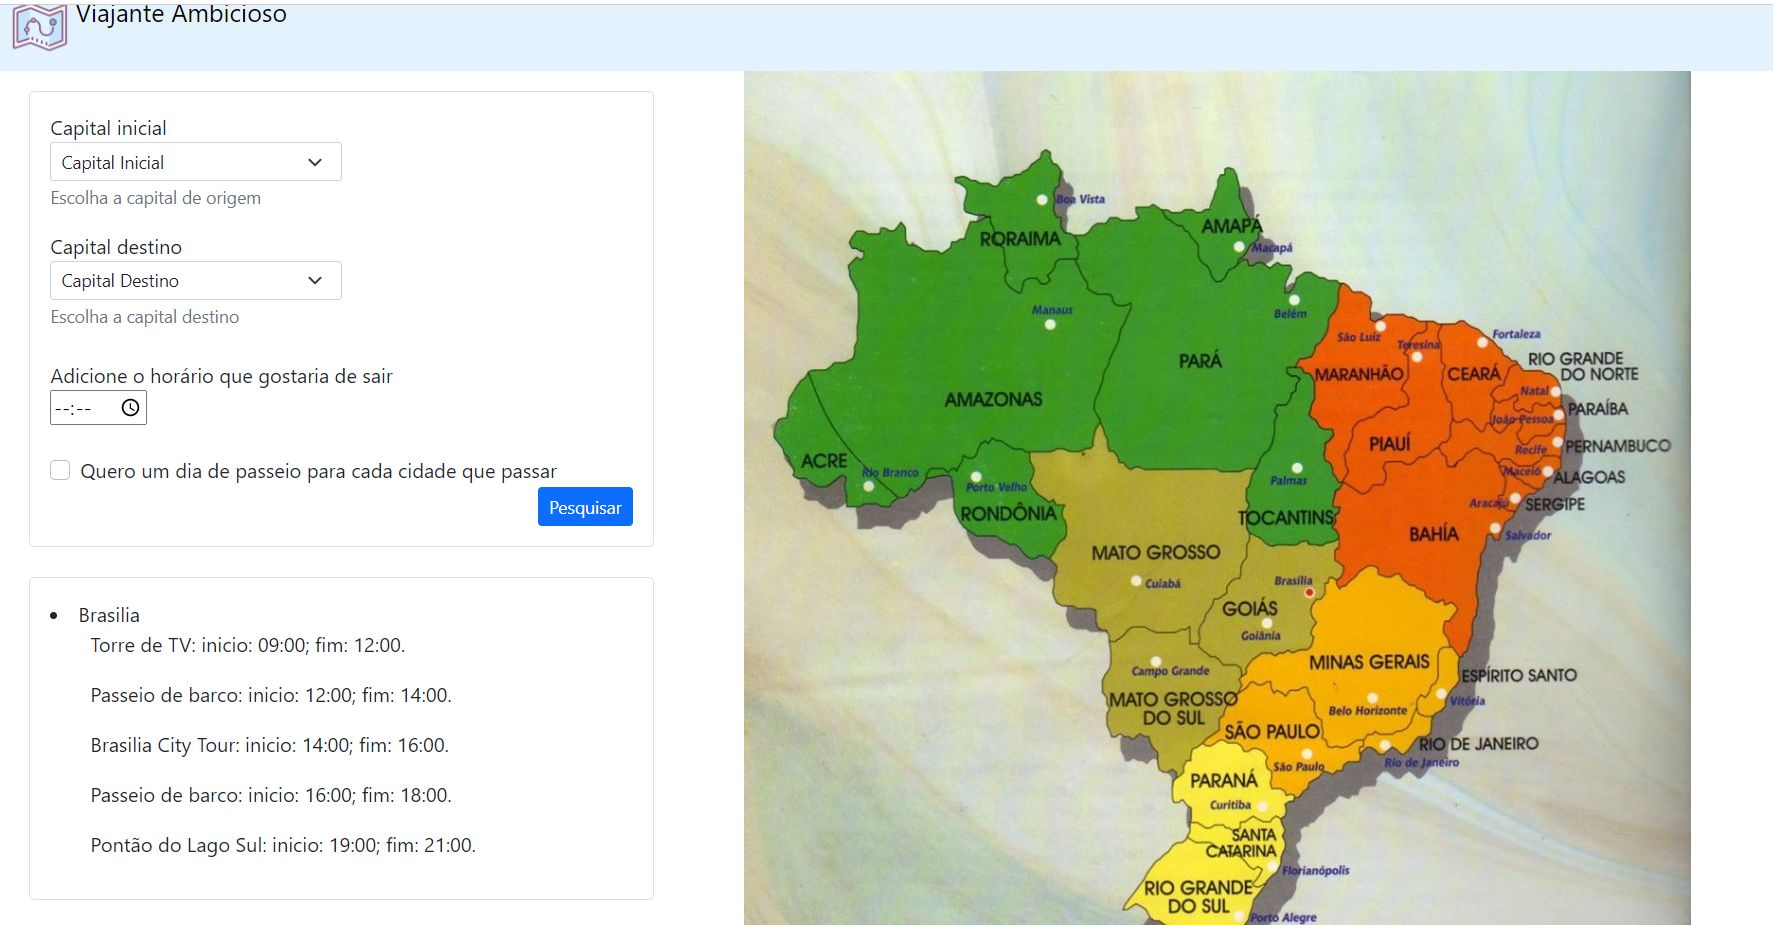 Viajante Ambicioso
Capital inicial
Capital Inicial
Escolha a capital de origem
Capital destino
Capital Destino
Escolha a capital destino
Adicione o horário que gostaria de sair
--:--
Quero um dia de passeio para cada cidade que passar
Pesquisar
Brasilia
Torre de TV: inicio: 09:00; fim: 12:00.
Passeio de barco: inicio: 12:00; fim: 14:00.
Brasilia City Tour: inicio: 14:00; fim: 16:00.
Passeio de barco: inicio: 16:00; fim: 18:00.
Pontão do Lago Sul: inicio: 19:00; fim: 21:00.
Boa Vista
RORAIMA
AMAPÁ
Macapá
Manaus
Belém
São Luiz
Teresina
Fortaleza
PARÁ
AMAZONAS
MARANHÃO
CEARÁ
RIO GRANDE
DO NORTE
Natal
João Pessoa
PARAÍBA
PIAUÍ
Recife
PERNAMBUCO
ACRE
Rio Branco
Porto Velho
RONDÔNIA
Palmas
TOCANTINS
Maceió
ALAGOAS
Aracajú
SERGIPE
BAHÍA
Salvador
MATO GROSSO
Cuiabá
Brasília
GOIÁS
Goiânia
Campo Grande
MATO GROSSO
DO SUL
MINAS GERAIS
Belo Horizonte
ESPÍRITO SANTO
Vitória
SÃO PAULO
São Paulo
RIO DE JANEIRO
Rio de Janeiro
PARANÁ
Curitiba
SANTA
CATARINA
Florianópolis
RIO GRANDE
DO SUL
Porto Alegre